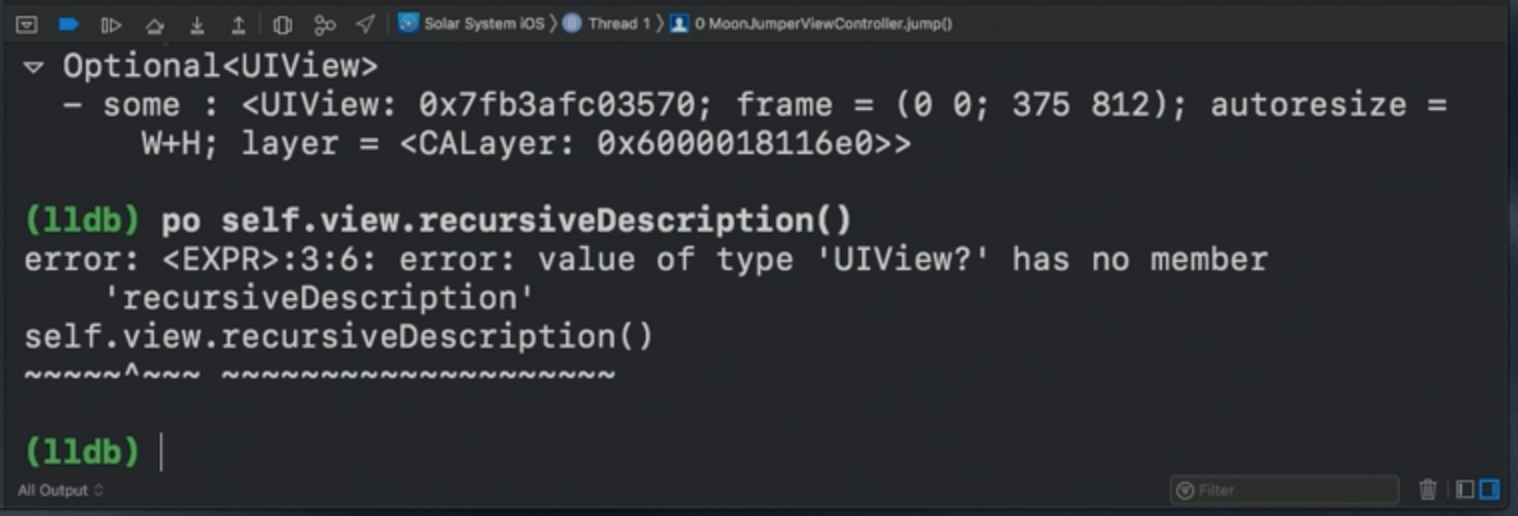 Solar System iOS 〉 Thread 1 〉 0 MoonJumperViewController.jump()
Optional<UIView>
– some : <UIView: 0x7fb3afc03570; frame = (0 0; 375 812); autoresize =
W+H; layer = <CALayer: 0x6000018116e0>>
(lldb) po self.view.recursiveDescription()
error: <EXPR>:3:6: error: value of type 'UIView?' has no member
'recursiveDescription'
self.view.recursiveDescription()
~~~~~^~~~ ~~~~~~~~~~~~~~~~~~~~
(lldb)
All Output
Filter